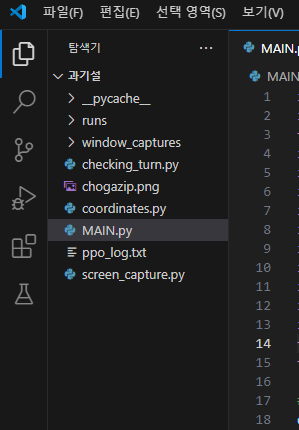 파일(F) 편집(E) 선택 영역(S) 보기(V)
탐색기 ···
MAIN.p
과기설
MAIN
__pycache__
runs
window_captures
checking_turn.py
chogazip.png
coordinates.py
MAIN.py
ppo_log.txt
screen_capture.py
1
2
3
4
5
6
7
8
9
10
11
12
13
14
15
16
17
18